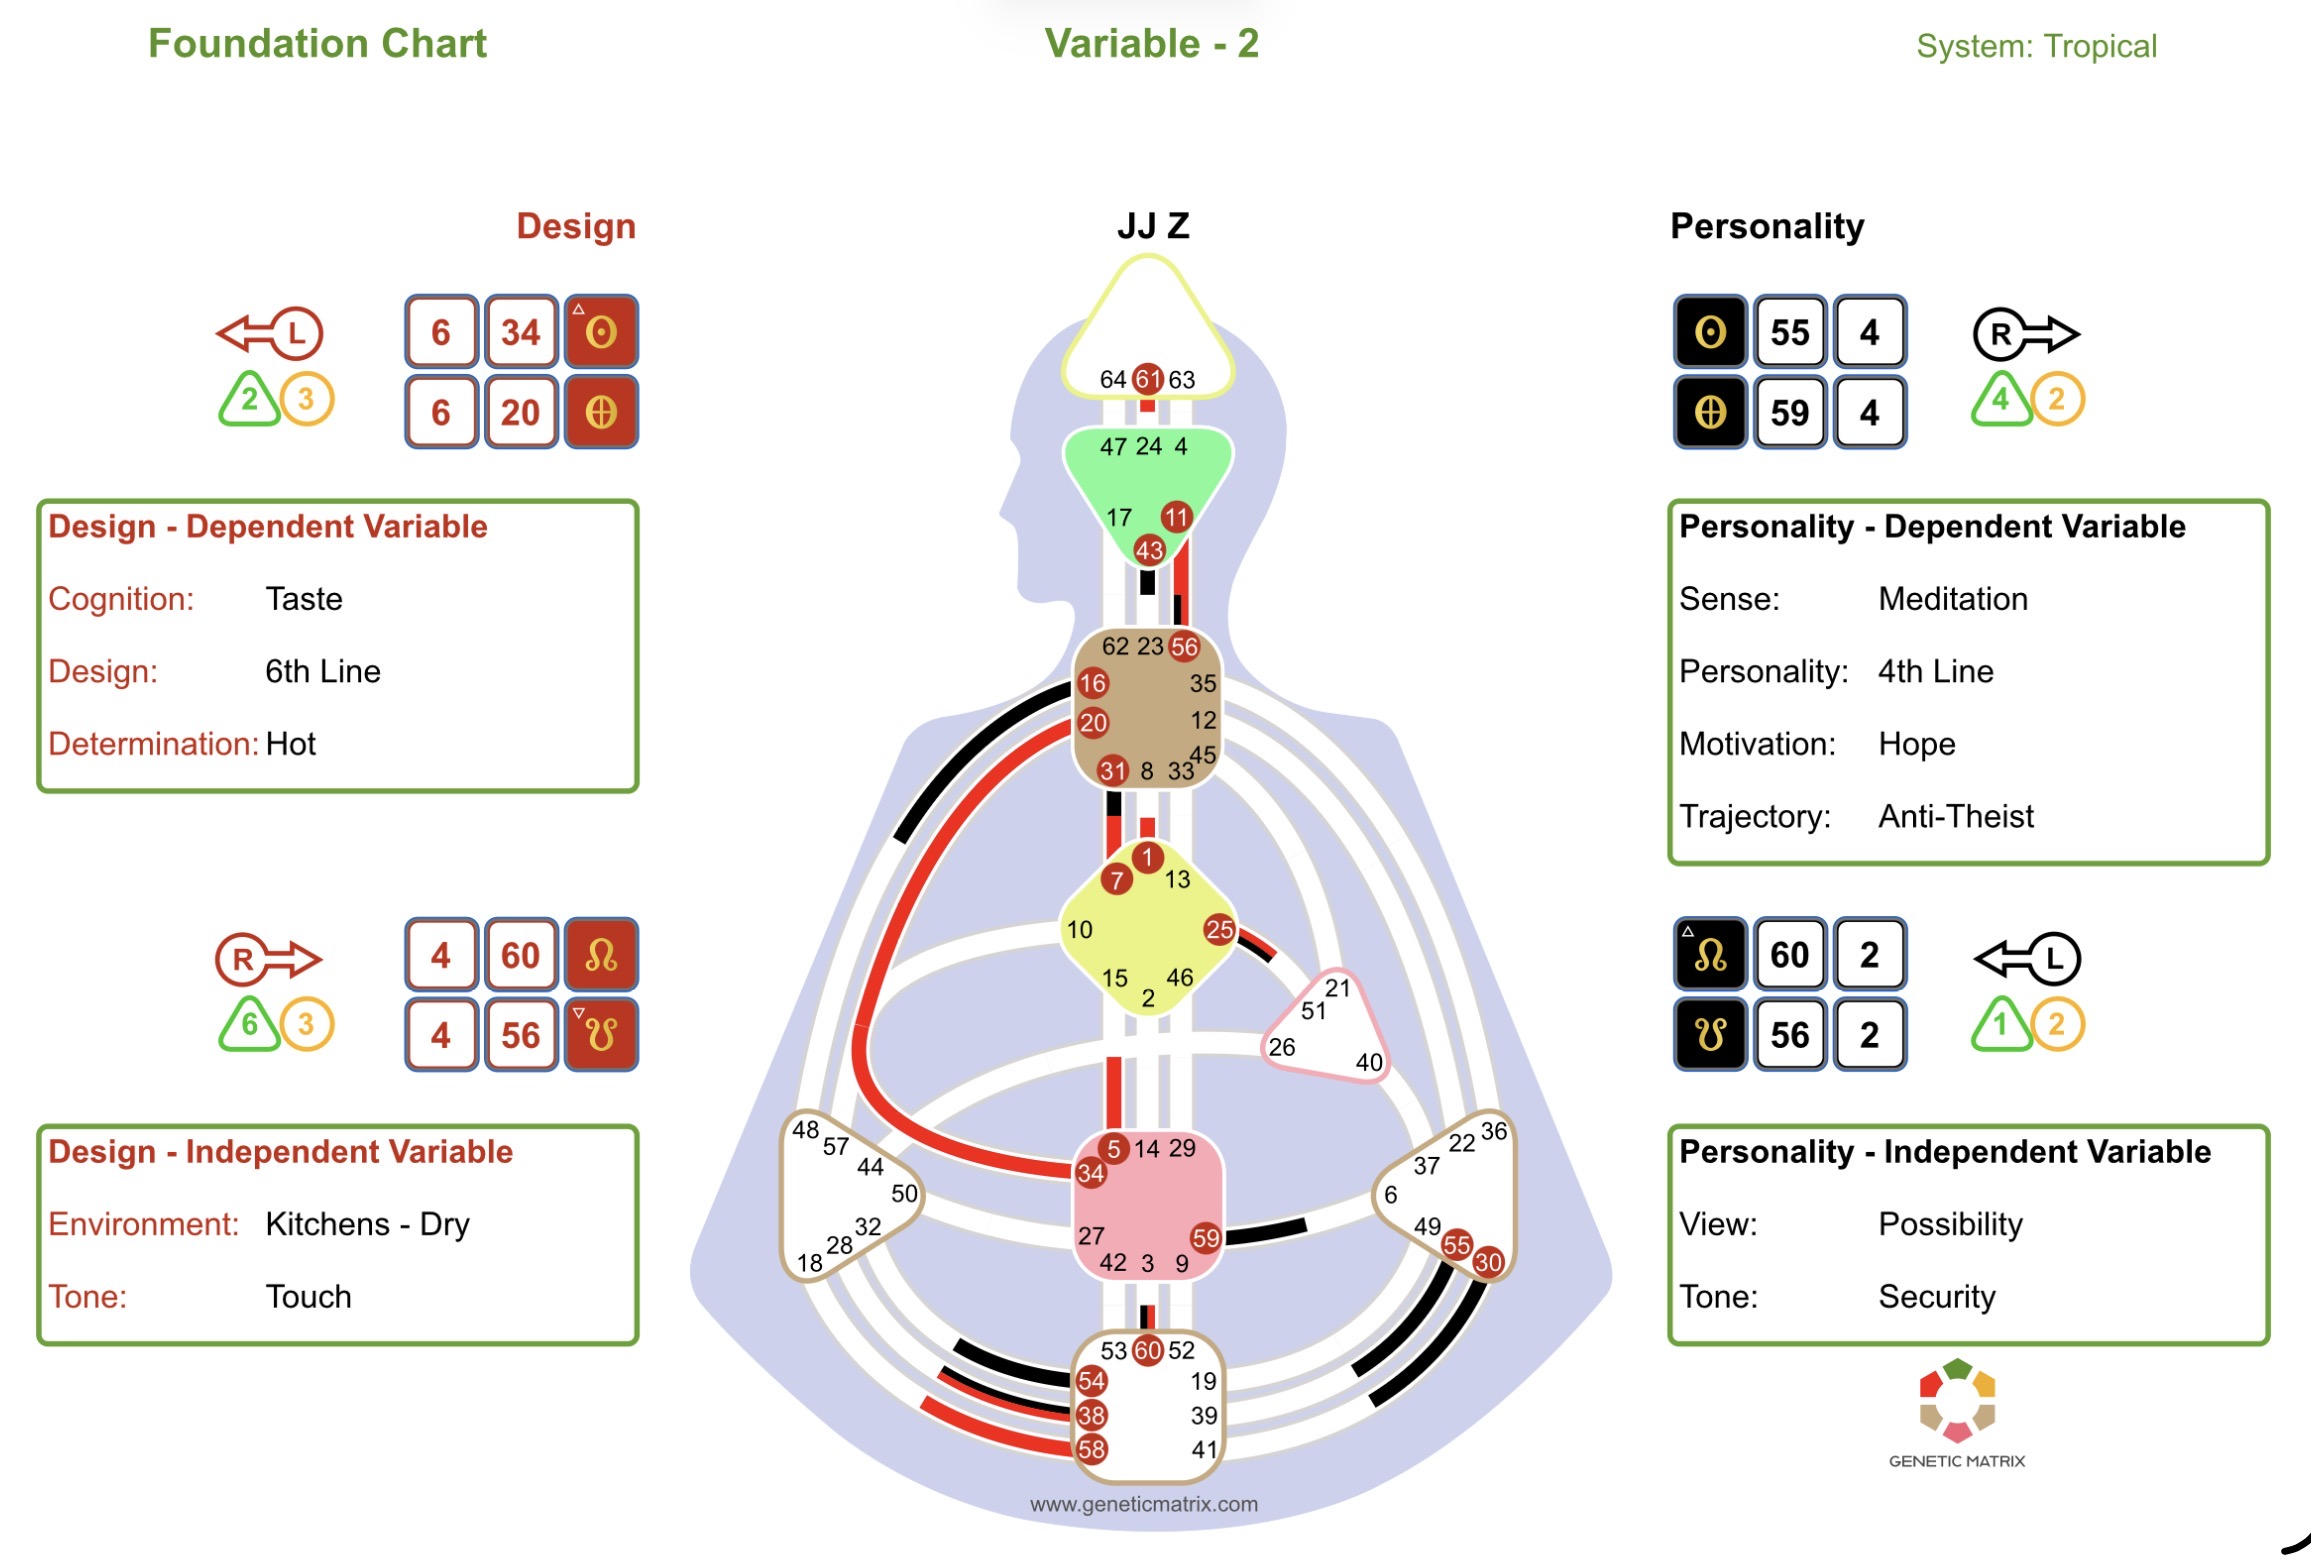 Foundation Chart
Variable - 2
System: Tropical
Design
JJ Z
Personality
L
6 34
2 3
6 20
55 4
R
59 4
4 2
Design - Dependent Variable
Cognition: Taste
Design: 6th Line
Determination: Hot
Personality - Dependent Variable
Sense: Meditation
Personality: 4th Line
Motivation: Hope
Trajectory: Anti-Theist
R
4 60
6 3
4 56
60 2
L
56 2
1 2
Design - Independent Variable
Environment: Kitchens - Dry
Tone: Touch
Personality - Independent Variable
View: Possibility
Tone: Security
64 61 63
47 24 4
17 11
43
62 23 56
16 35
20 12
45
31 8 33
1
7 13
10 25
15 46
2
21
51
26 40
48
57
44
50
32
28
18
5 14 29
34
27 59
42 3 9
36
22
37
6
49
55
30
53 60 52
54 19
38 39
58 41
GENETIC MATRIX
www.geneticmatrix.com